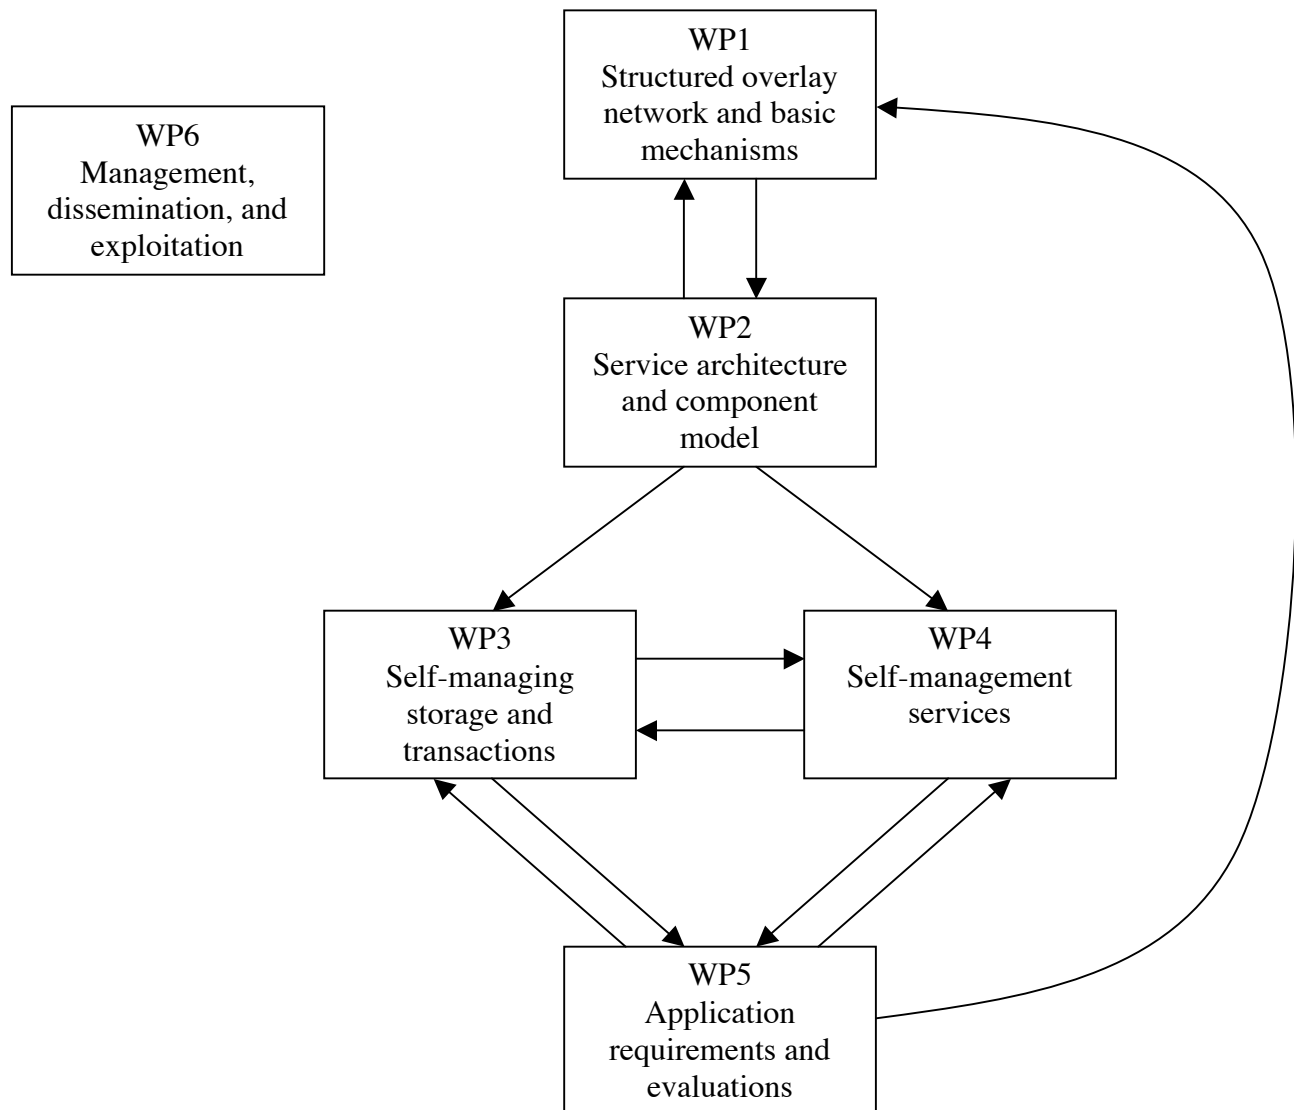 WP1
Structured overlay
network and basic
mechanisms
WP6
Management,
dissemination, and
exploitation
WP2
Service architecture
and component
model
WP3
Self-managing
storage and
transactions
WP4
Self-management
services
WP5
Application
requirements and
evaluations